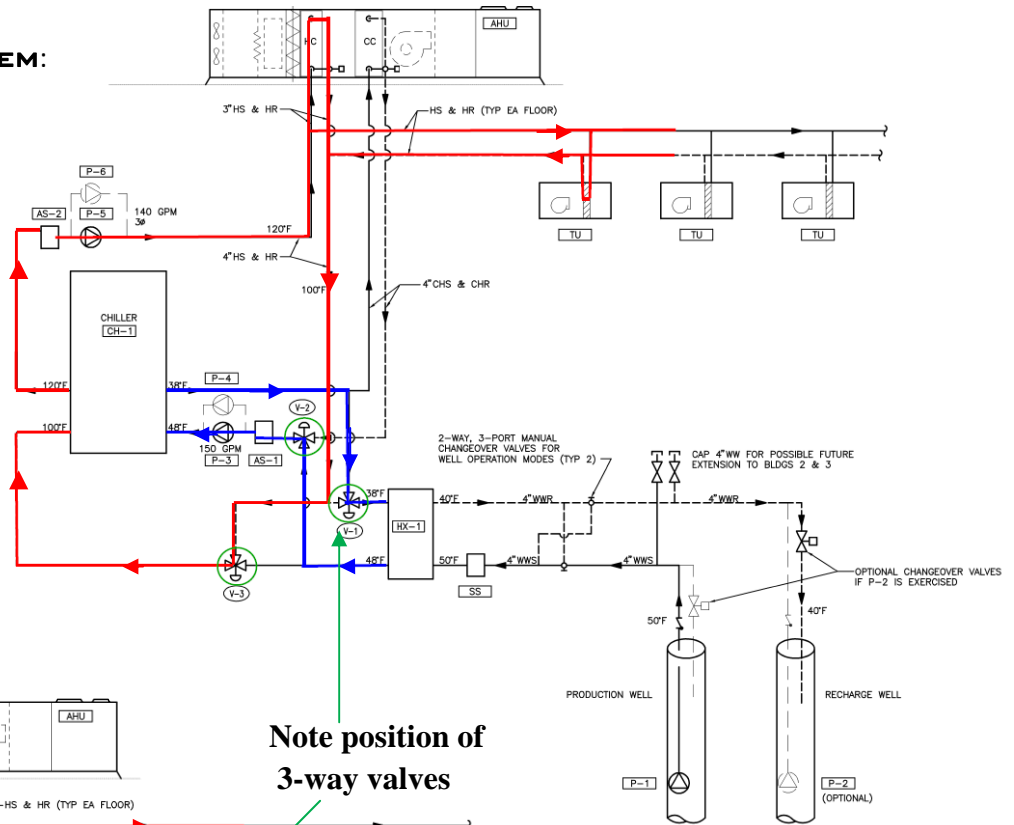 EM:
AHU
HC
CC
3"HS & HR
HS & HR (TYP EA FLOOR)
P-6
AS-2
P-5
140 GPM
3ø
120°F
4"HS & HR
TU
TU
TU
100°F
4"CHS & CHR
CHILLER
CH-1
120°F
38°F
P-4
V-2
100°F
48°F
150 GPM
P-3
AS-1
2-WAY, 3-PORT MANUAL
CHANGEOVER VALVES FOR
WELL OPERATION MODES (TYP 2)
CAP 4"WW FOR POSSIBLE FUTURE
EXTENSION TO BLDGS 2 & 3
38°F
40°F
4"WWR
4"WWR
V-1
HX-1
48°F
50°F
4"WWS
4"WWS
V-3
SS
OPTIONAL CHANGEOVER VALVES
IF P-2 IS EXERCISED
50°F
40°F
PRODUCTION WELL
RECHARGE WELL
AHU
Note position of
3-way valves
P-1
P-2
(OPTIONAL)
-HS & HR (TYP EA FLOOR)